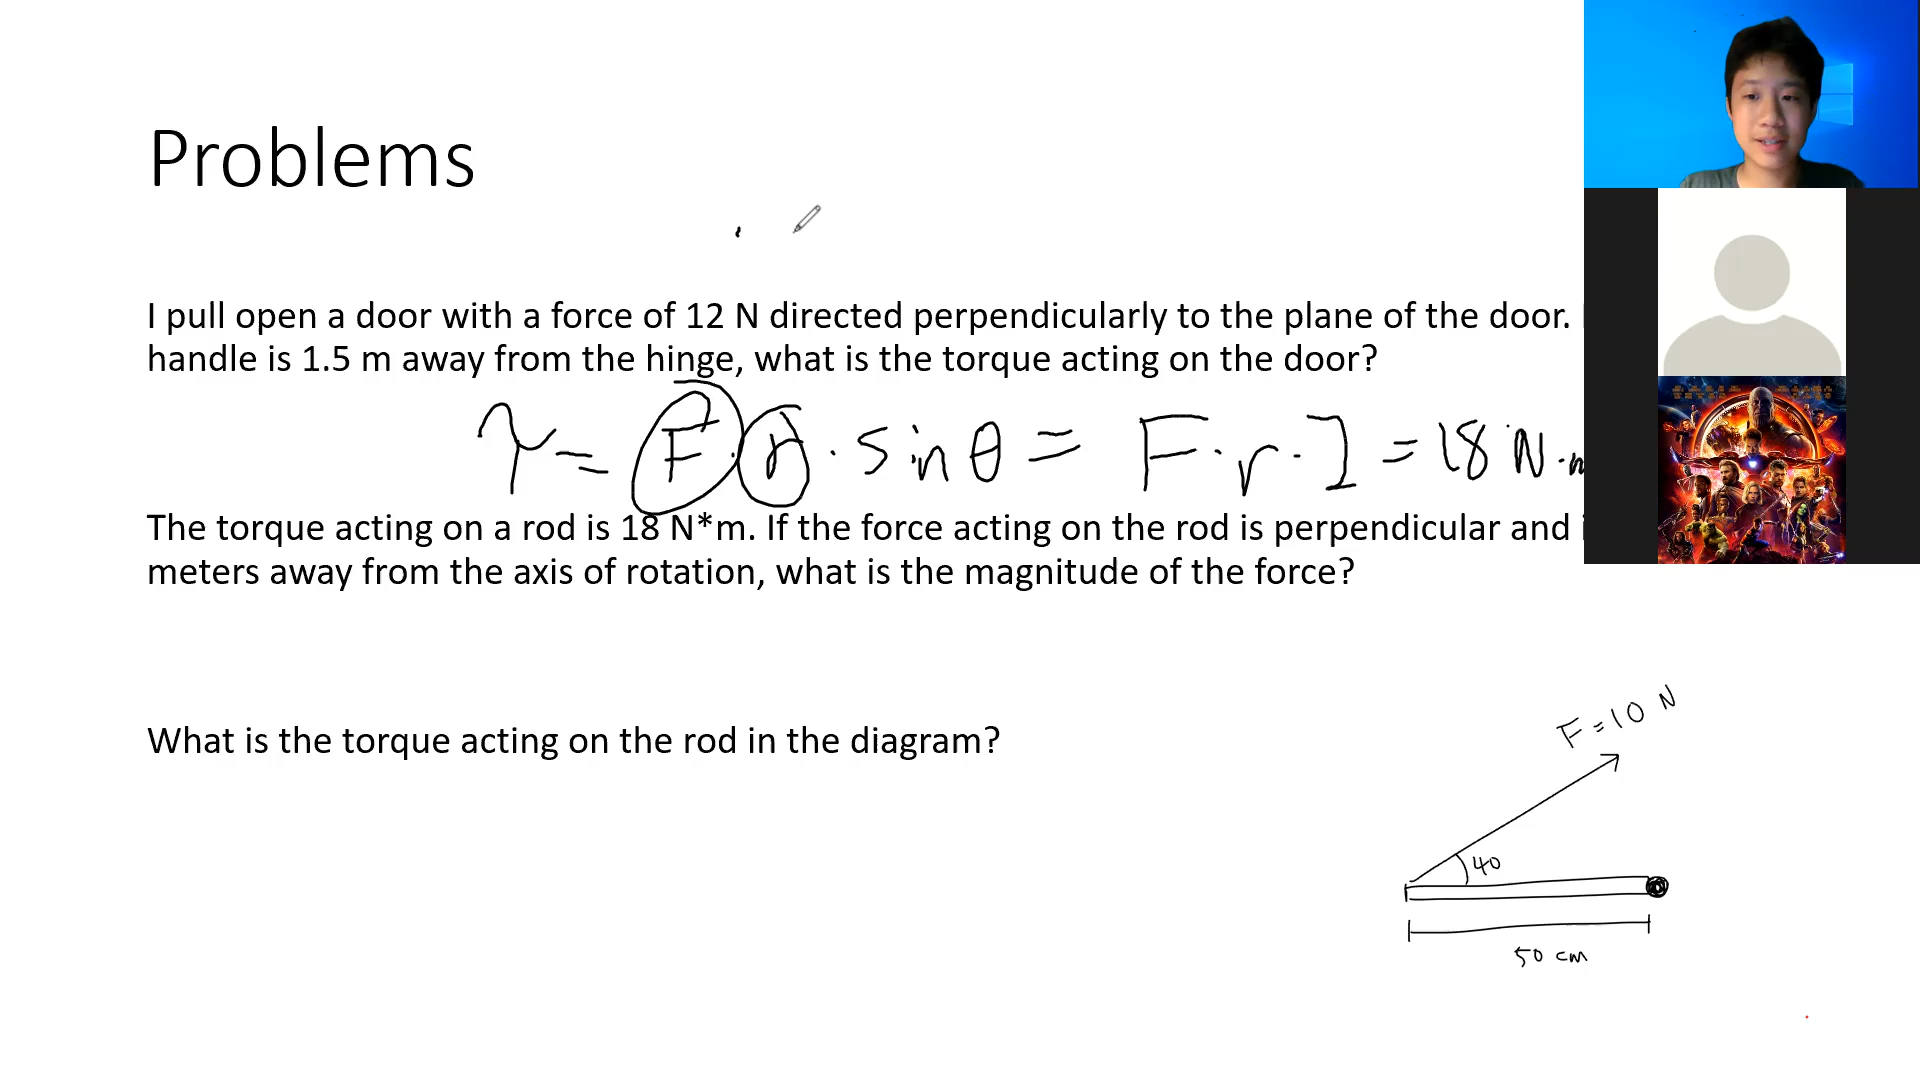 Problems
I pull open a door with a force of 12 N directed perpendicularly to the plane of the door.
handle is 1.5 m away from the hinge, what is the torque acting on the door?
τ = F · r · sin θ = F · r · 1 = 18 N · m
The torque acting on a rod is 18 N*m. If the force acting on the rod is perpendicular and
meters away from the axis of rotation, what is the magnitude of the force?
F = 10 N
What is the torque acting on the rod in the diagram?
40
50 cm